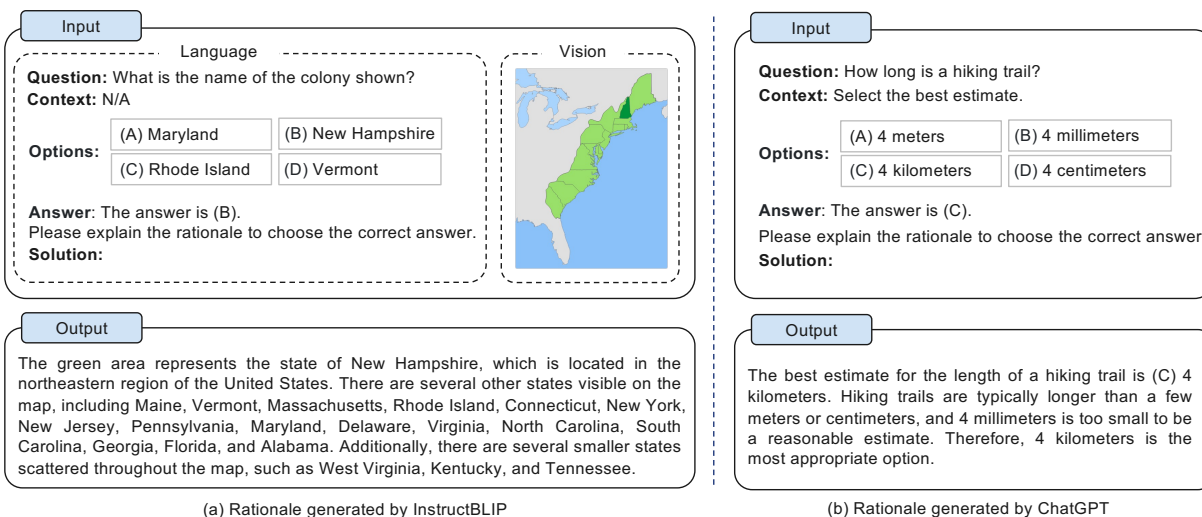 Input
Language
Question: What is the name of the colony shown?
Context: N/A
Options:
(A) Maryland
(B) New Hampshire
(C) Rhode Island
(D) Vermont
Answer: The answer is (B).
Please explain the rationale to choose the correct answer.
Solution:
Vision
Output
The green area represents the state of New Hampshire, which is located in the
northeastern region of the United States. There are several other states visible on the
map, including Maine, Vermont, Massachusetts, Rhode Island, Connecticut, New York,
New Jersey, Pennsylvania, Maryland, Delaware, Virginia, North Carolina, South
Carolina, Georgia, Florida, and Alabama. Additionally, there are several smaller states
scattered throughout the map, such as West Virginia, Kentucky, and Tennessee.
(a) Rationale generated by InstructBLIP
Input
Question: How long is a hiking trail?
Context: Select the best estimate.
Options:
(A) 4 meters
(B) 4 millimeters
(C) 4 kilometers
(D) 4 centimeters
Answer: The answer is (C).
Please explain the rationale to choose the correct answer
Solution:
Output
The best estimate for the length of a hiking trail is (C) 4
kilometers. Hiking trails are typically longer than a few
meters or centimeters, and 4 millimeters is too small to be
a reasonable estimate. Therefore, 4 kilometers is the
most appropriate option.
(b) Rationale generated by ChatGPT